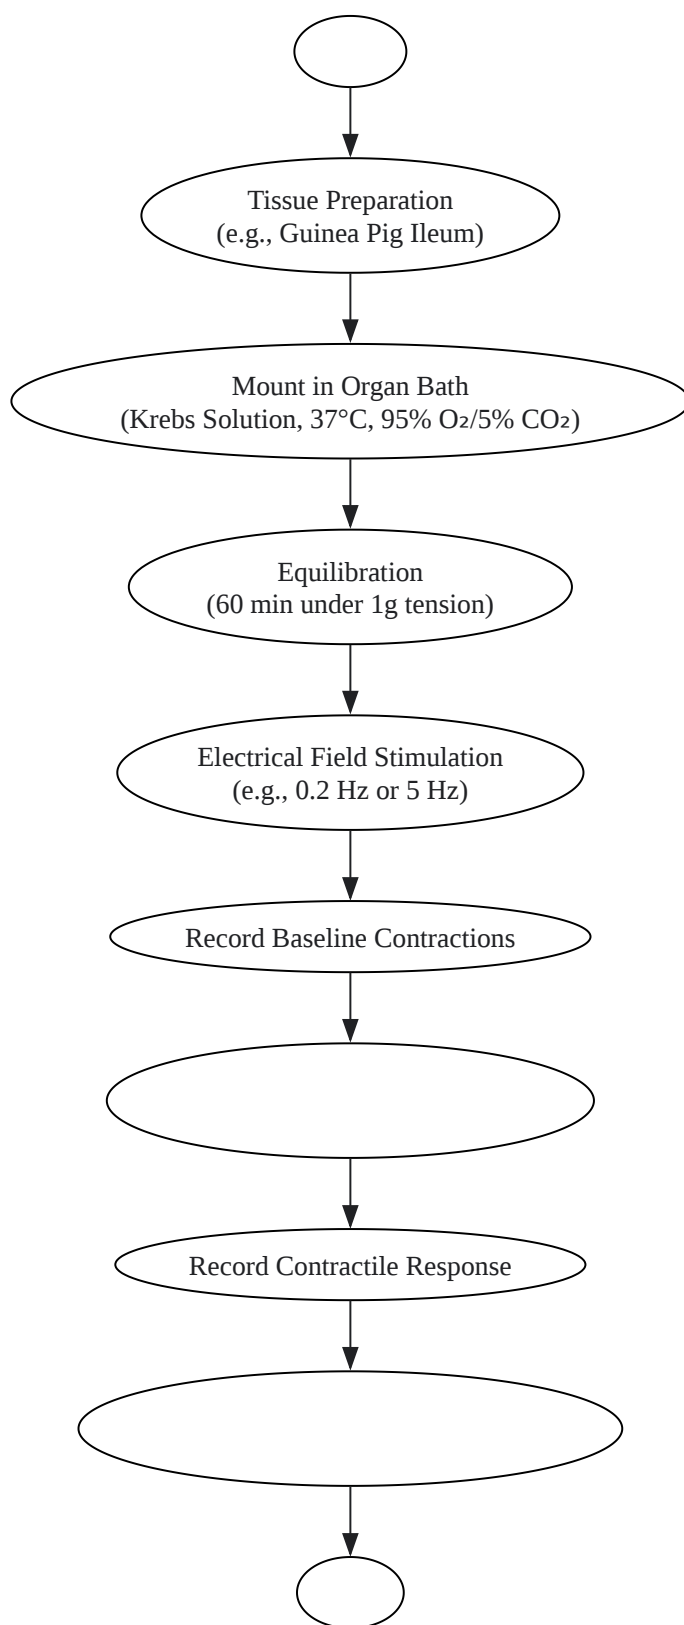 Tissue Preparation
(e.g., Guinea Pig Ileum)
Mount in Organ Bath
(Krebs Solution, 37°C, 95% O₂/5% CO₂)
Equilibration
(60 min under 1g tension)
Electrical Field Stimulation
(e.g., 0.2 Hz or 5 Hz)
Record Baseline Contractions
Record Contractile Response